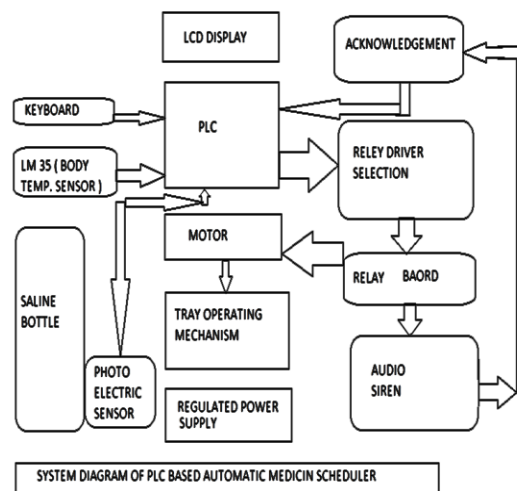 LCD DISPLAY
ACKNOWLEDGEMENT
KEYBOARD
PLC
LM 35 ( BODY
TEMP. SENSOR )
RELEY DRIVER
SELECTION
MOTOR
RELAY BAORD
SALINE
BOTTLE
TRAY OPERATING
MECHANISM
PHOTO
ELECTRIC
SENSOR
AUDIO
SIREN
REGULATED POWER
SUPPLY
SYSTEM DIAGRAM OF PLC BASED AUTOMATIC MEDICIN SCHEDULER